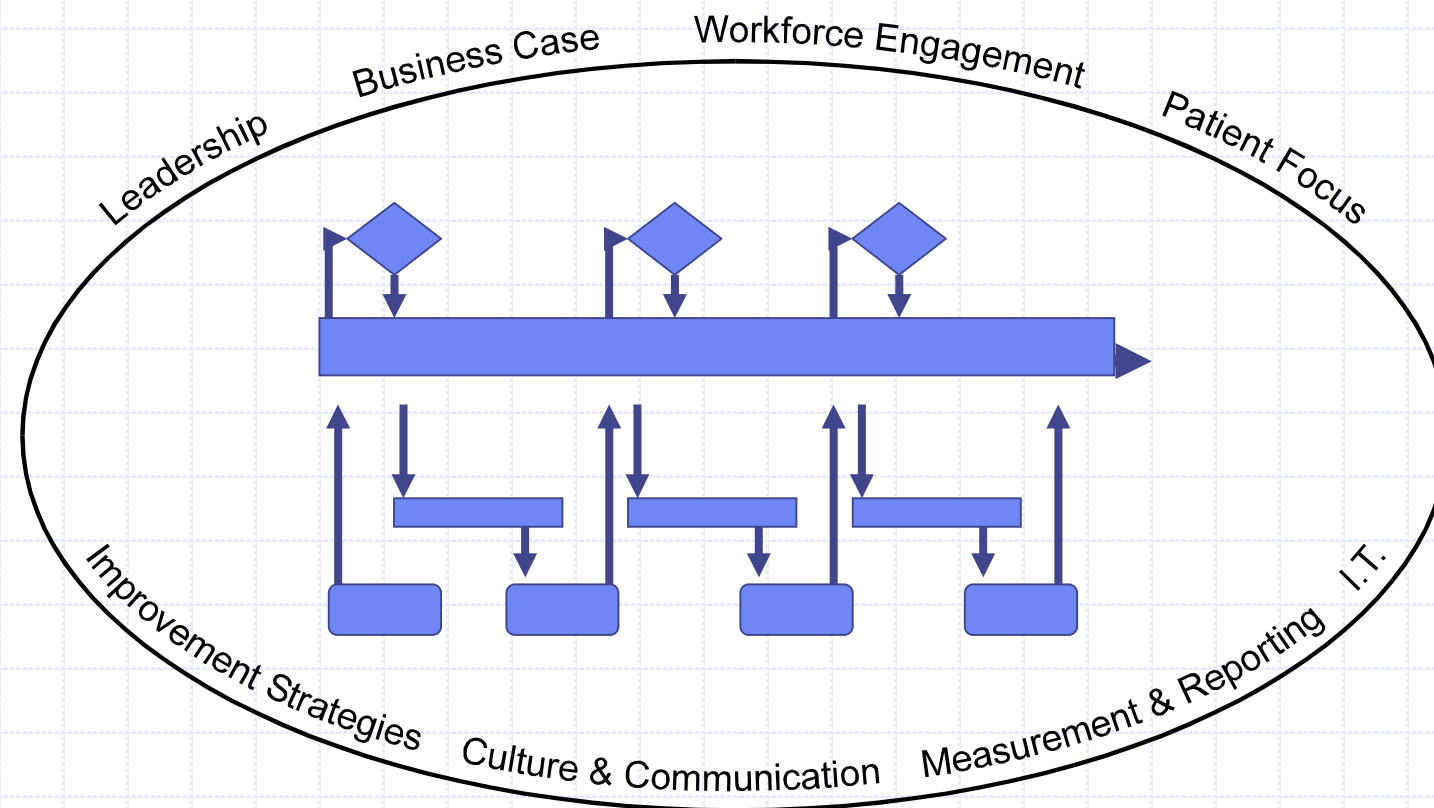 Leadership
Business Case
Workforce Engagement
Patient Focus
Improvement Strategies
Culture & Communication
Measurement & Reporting
I.T.